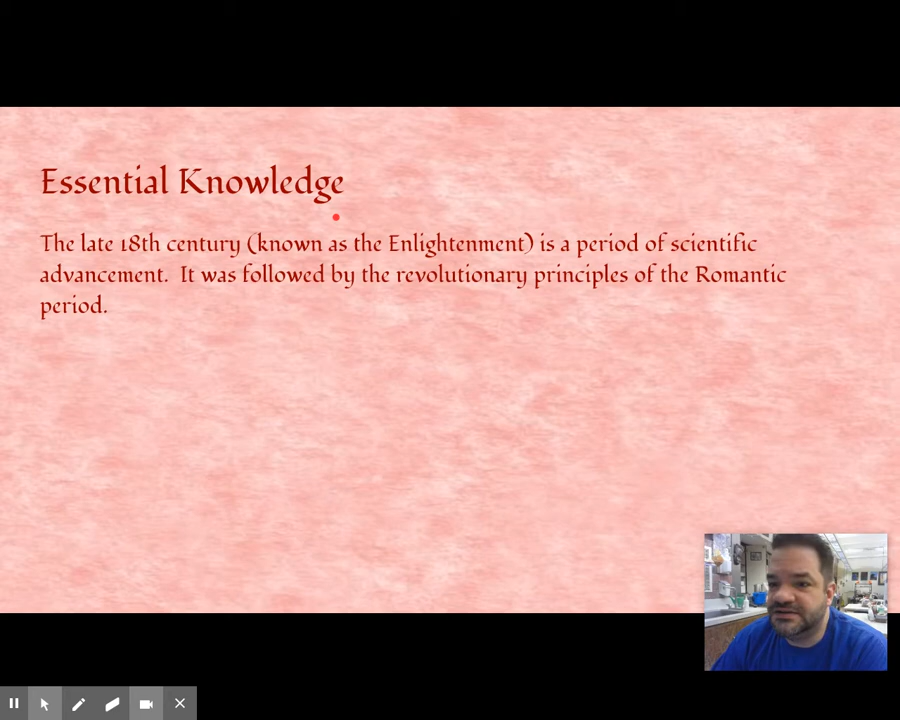 Essential Knowledge
The late 18th century (known as the Enlightenment) is a period of scientific
advancement.  It was followed by the revolutionary principles of the Romantic
period.